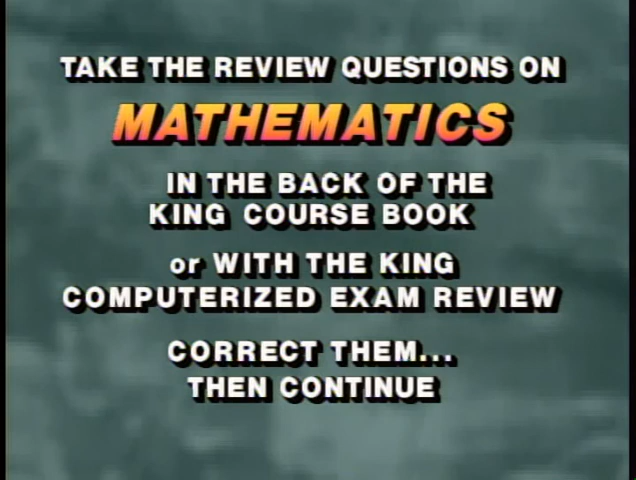 TAKE THE REVIEW QUESTIONS ON
MATHEMATICS
IN THE BACK OF THE
KING COURSE BOOK
or WITH THE KING
COMPUTERIZED EXAM REVIEW
CORRECT THEM...
THEN CONTINUE